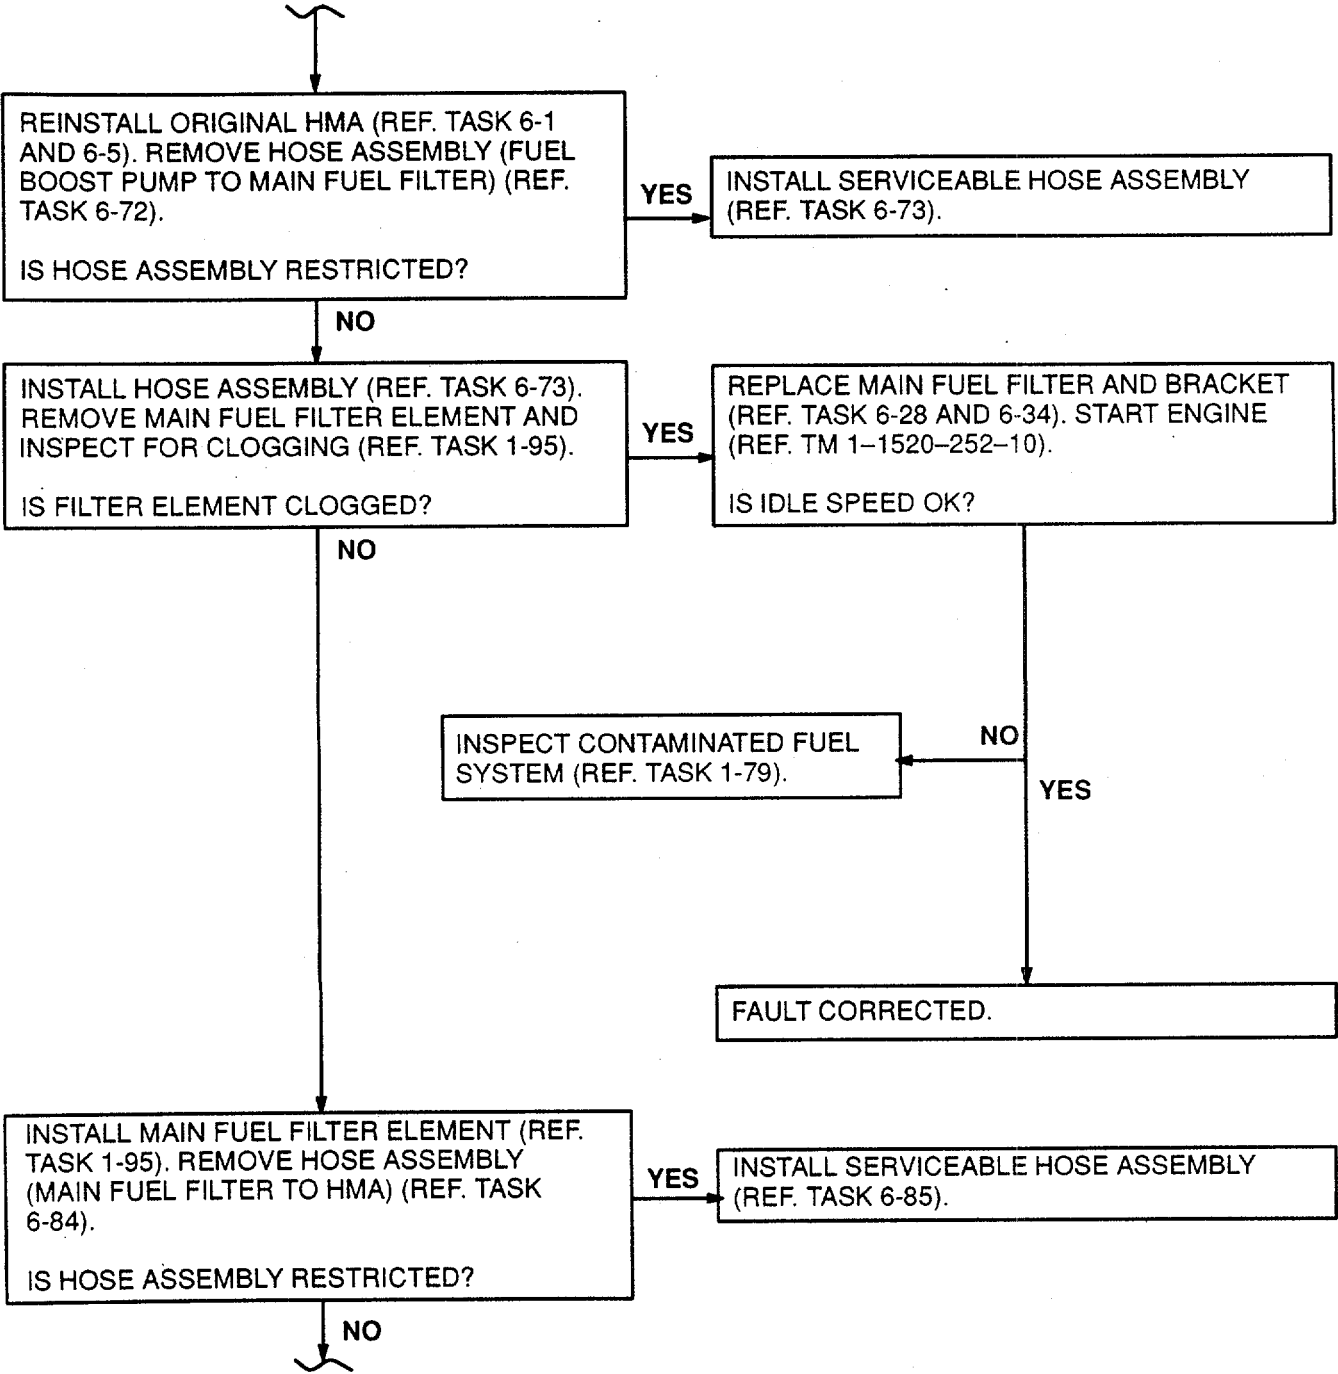 REINSTALL ORIGINAL HMA (REF. TASK 6-1
AND 6-5). REMOVE HOSE ASSEMBLY (FUEL
BOOST PUMP TO MAIN FUEL FILTER) (REF.
TASK 6-72).
IS HOSE ASSEMBLY RESTRICTED?
YES
INSTALL SERVICEABLE HOSE ASSEMBLY
(REF. TASK 6-73).
NO
INSTALL HOSE ASSEMBLY (REF. TASK 6-73).
REMOVE MAIN FUEL FILTER ELEMENT AND
INSPECT FOR CLOGGING (REF. TASK 1-95).
IS FILTER ELEMENT CLOGGED?
YES
REPLACE MAIN FUEL FILTER AND BRACKET
(REF. TASK 6-28 AND 6-34). START ENGINE
(REF. TM 1–1520–252–10).
IS IDLE SPEED OK?
NO
INSPECT CONTAMINATED FUEL
SYSTEM (REF. TASK 1-79).
NO
YES
FAULT CORRECTED.
INSTALL MAIN FUEL FILTER ELEMENT (REF.
TASK 1-95). REMOVE HOSE ASSEMBLY
(MAIN FUEL FILTER TO HMA) (REF. TASK
6-84).
IS HOSE ASSEMBLY RESTRICTED?
YES
INSTALL SERVICEABLE HOSE ASSEMBLY
(REF. TASK 6-85).
NO